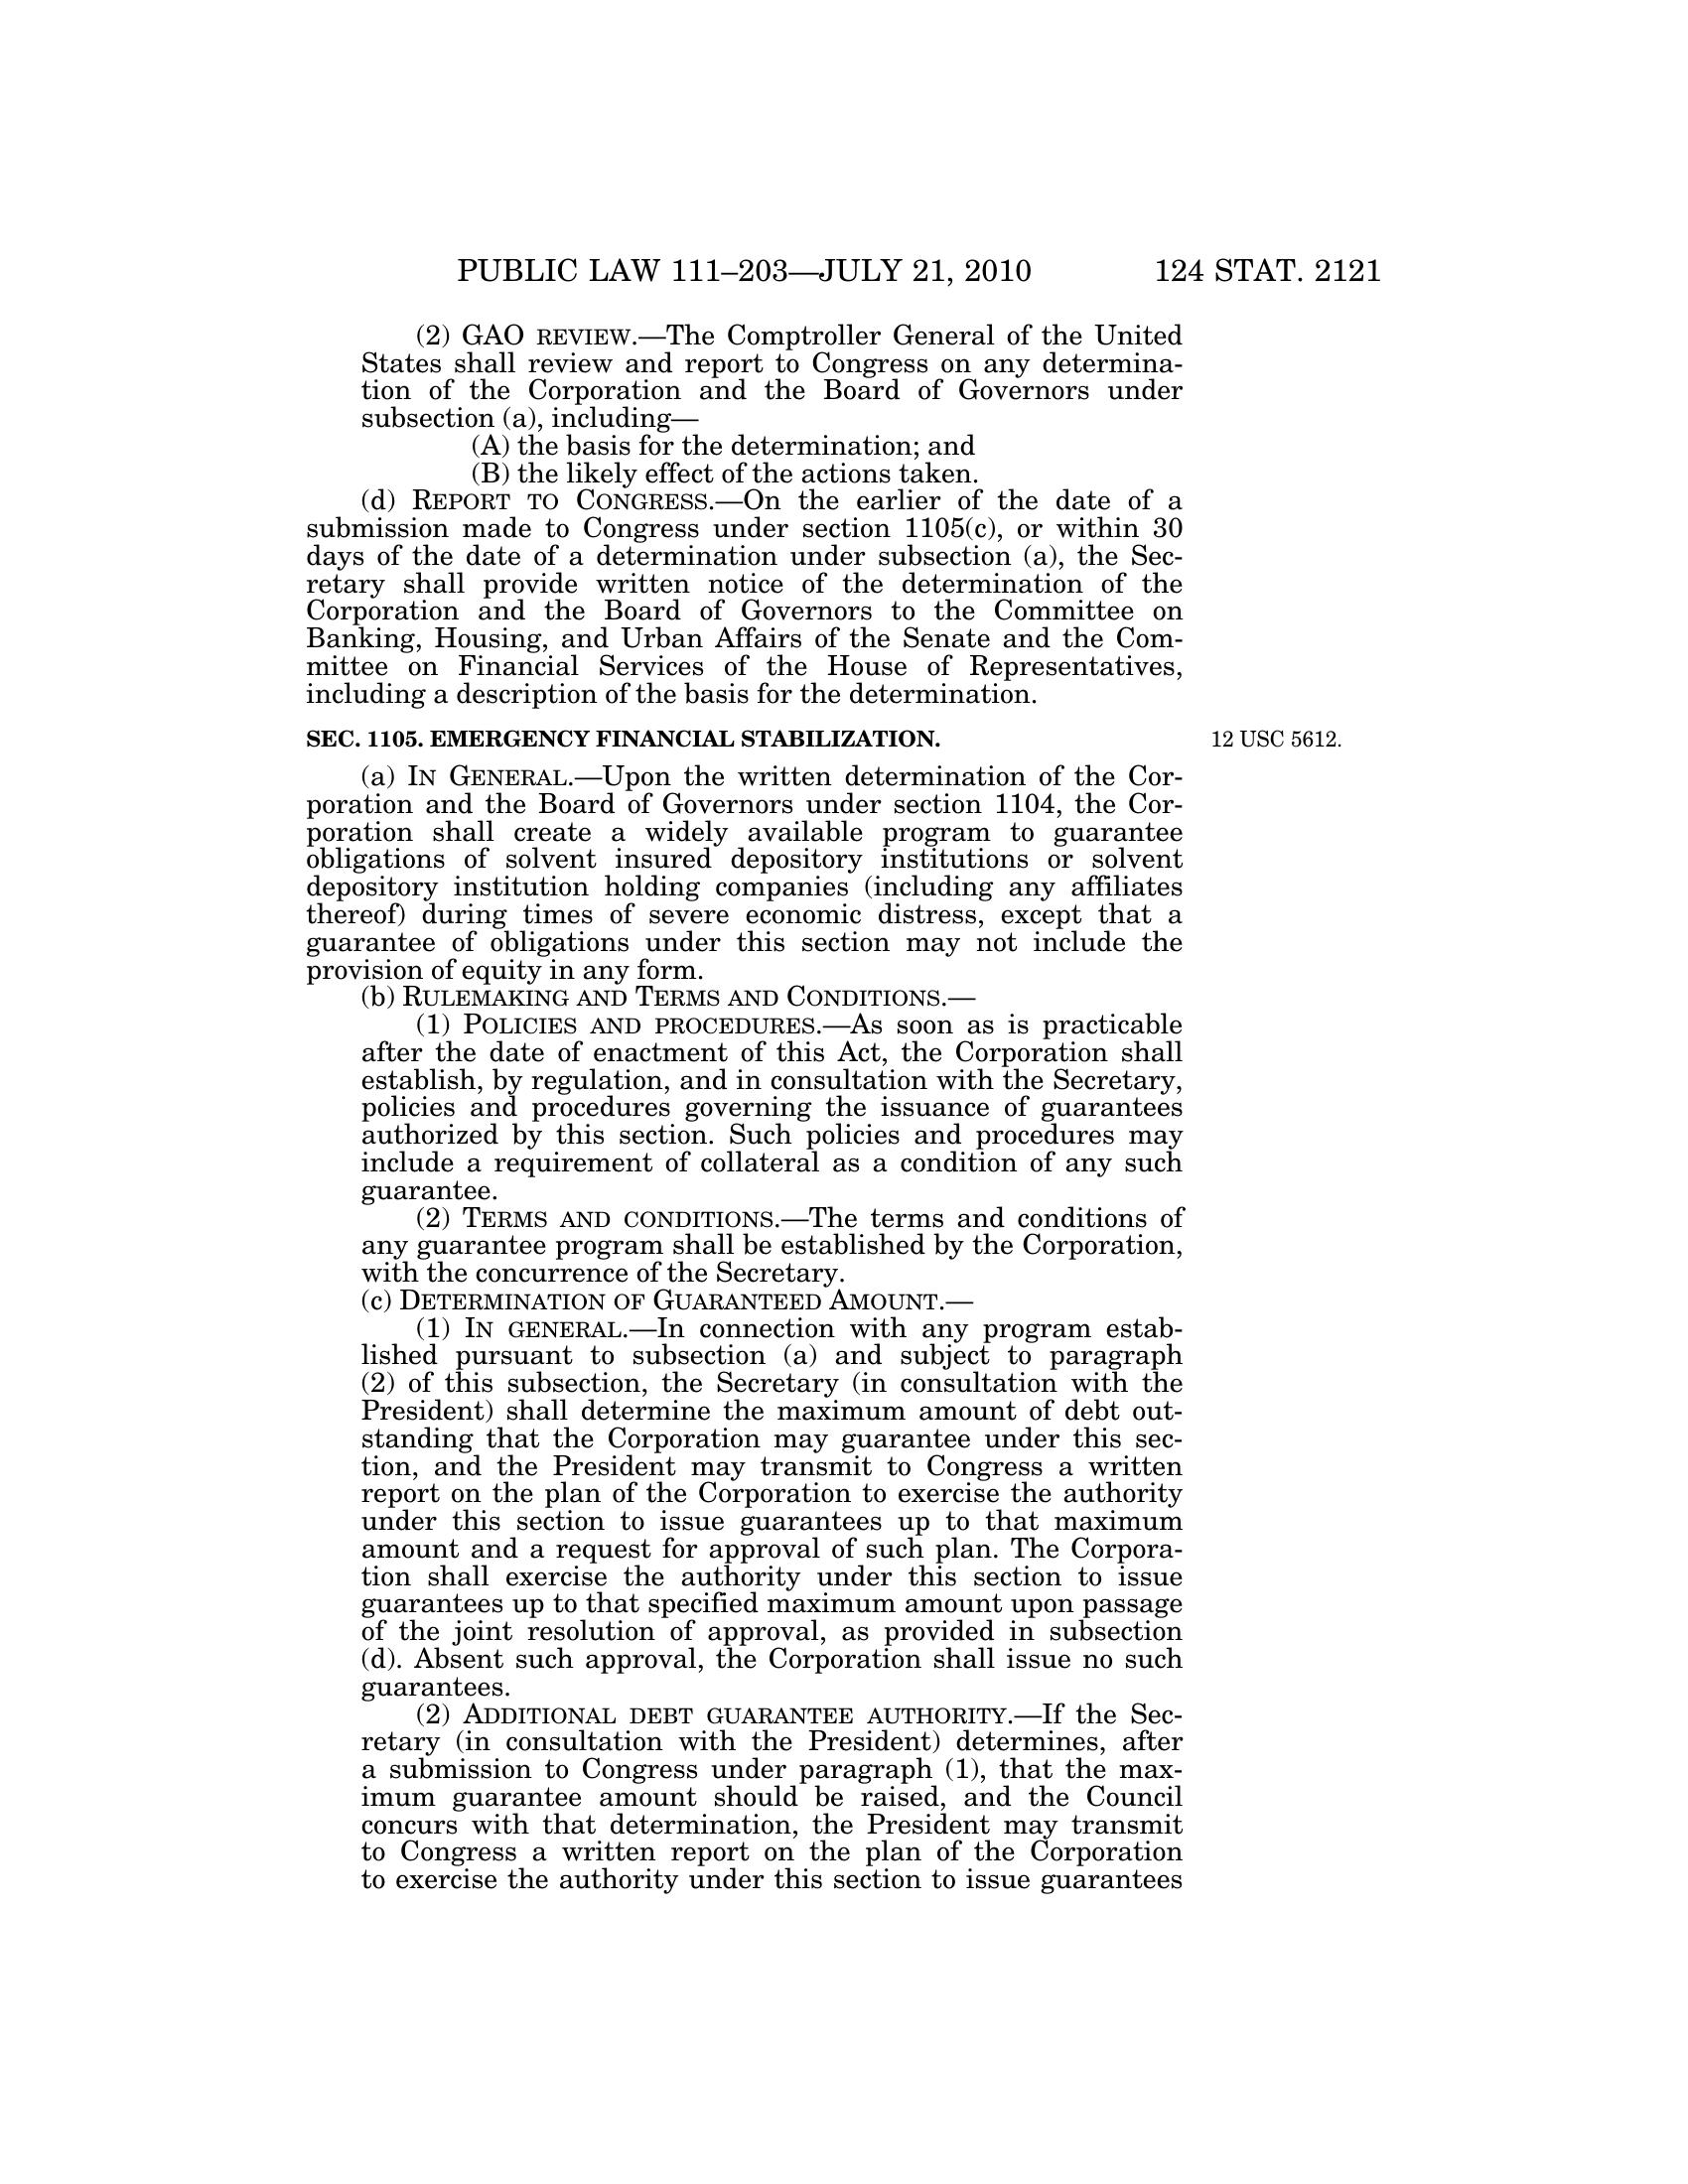 PUBLIC LAW 111–203—JULY 21, 2010 124 STAT. 2121
(2) GAO REVIEW.—The Comptroller General of the United
States shall review and report to Congress on any determina-
tion of the Corporation and the Board of Governors under
subsection (a), including—
(A) the basis for the determination; and
(B) the likely effect of the actions taken.
(d) REPORT TO CONGRESS.—On the earlier of the date of a
submission made to Congress under section 1105(c), or within 30
days of the date of a determination under subsection (a), the Sec-
retary shall provide written notice of the determination of the
Corporation and the Board of Governors to the Committee on
Banking, Housing, and Urban Affairs of the Senate and the Com-
mittee on Financial Services of the House of Representatives,
including a description of the basis for the determination.
SEC. 1105. EMERGENCY FINANCIAL STABILIZATION. 12 USC 5612.
(a) IN GENERAL.—Upon the written determination of the Cor-
poration and the Board of Governors under section 1104, the Cor-
poration shall create a widely available program to guarantee
obligations of solvent insured depository institutions or solvent
depository institution holding companies (including any affiliates
thereof) during times of severe economic distress, except that a
guarantee of obligations under this section may not include the
provision of equity in any form.
(b) RULEMAKING AND TERMS AND CONDITIONS.—
(1) POLICIES AND PROCEDURES.—As soon as is practicable
after the date of enactment of this Act, the Corporation shall
establish, by regulation, and in consultation with the Secretary,
policies and procedures governing the issuance of guarantees
authorized by this section. Such policies and procedures may
include a requirement of collateral as a condition of any such
guarantee.
(2) TERMS AND CONDITIONS.—The terms and conditions of
any guarantee program shall be established by the Corporation,
with the concurrence of the Secretary.
(c) DETERMINATION OF GUARANTEED AMOUNT.—
(1) IN GENERAL.—In connection with any program estab-
lished pursuant to subsection (a) and subject to paragraph
(2) of this subsection, the Secretary (in consultation with the
President) shall determine the maximum amount of debt out-
standing that the Corporation may guarantee under this sec-
tion, and the President may transmit to Congress a written
report on the plan of the Corporation to exercise the authority
under this section to issue guarantees up to that maximum
amount and a request for approval of such plan. The Corpora-
tion shall exercise the authority under this section to issue
guarantees up to that specified maximum amount upon passage
of the joint resolution of approval, as provided in subsection
(d). Absent such approval, the Corporation shall issue no such
guarantees.
(2) ADDITIONAL DEBT GUARANTEE AUTHORITY.—If the Sec-
retary (in consultation with the President) determines, after
a submission to Congress under paragraph (1), that the max-
imum guarantee amount should be raised, and the Council
concurs with that determination, the President may transmit
to Congress a written report on the plan of the Corporation
to exercise the authority under this section to issue guarantees